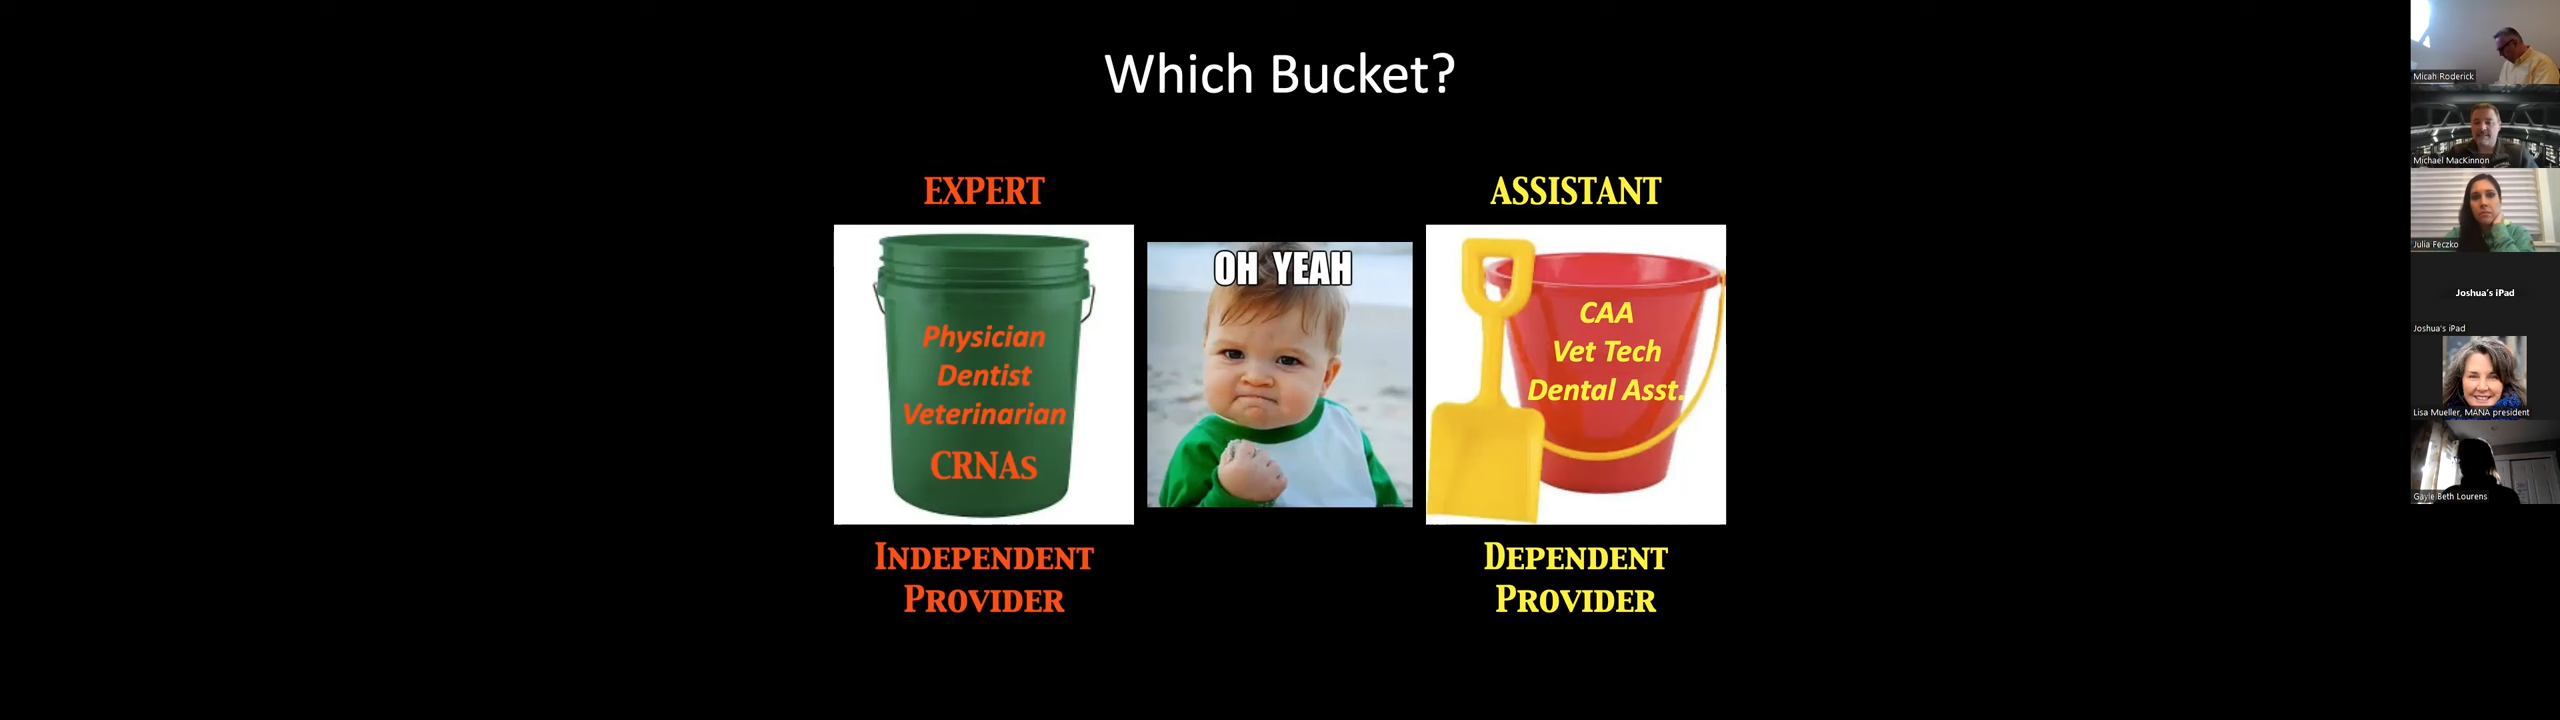 Which Bucket?
EXPERT
Physician
Dentist
Veterinarian
CRNAs
INDEPENDENT
PROVIDER
OH YEAH
ASSISTANT
CAA
Vet Tech
Dental Asst.
DEPENDENT
PROVIDER
Micah Roderick
Michael MacKinnon
Julia Feczko
Joshua's iPad
Joshua's iPad
Lisa Mueller, MANA president
Gayle Beth Lourens